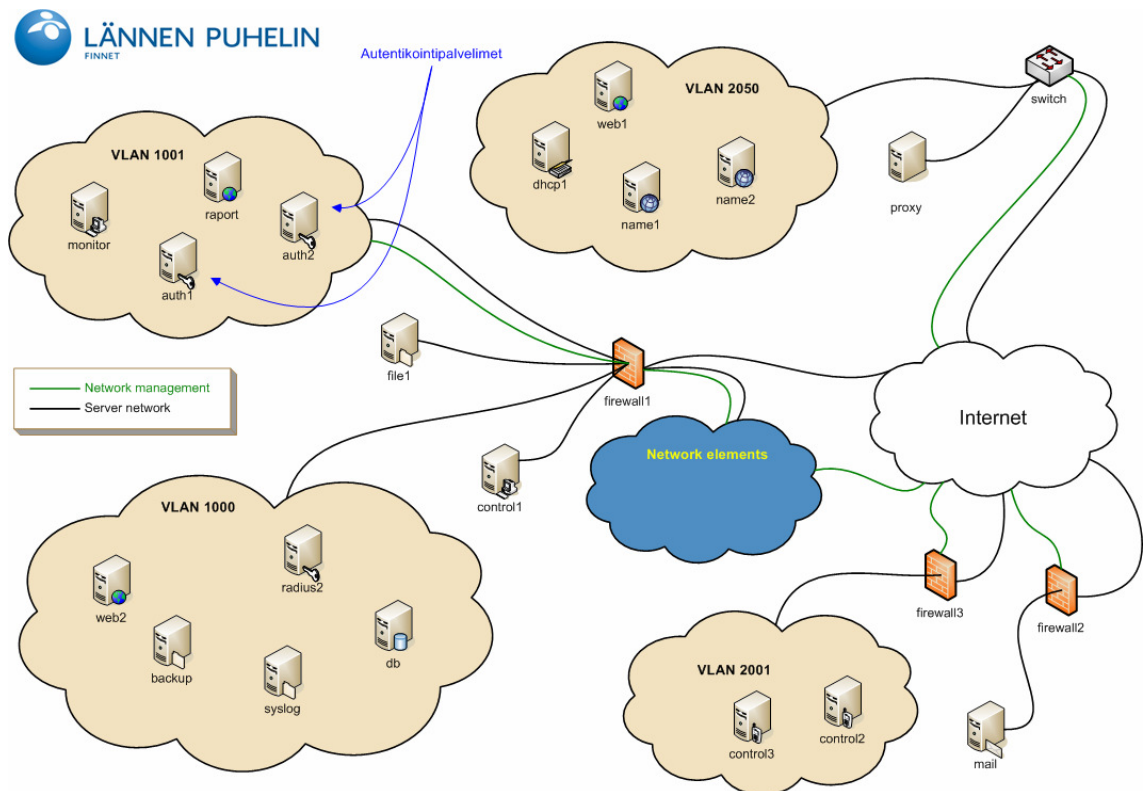 LÄNNEN PUHELIN
FINNET
Autentikointipalvelimet
VLAN 2050
web1
dhcp1
name1
name2
switch
proxy
VLAN 1001
raport
monitor
auth2
auth1
file1
firewall1
Network management
Server network
Internet
Network elements
control1
VLAN 1000
radius2
web2
backup
syslog
db
firewall3
firewall2
VLAN 2001
control3
control2
mail